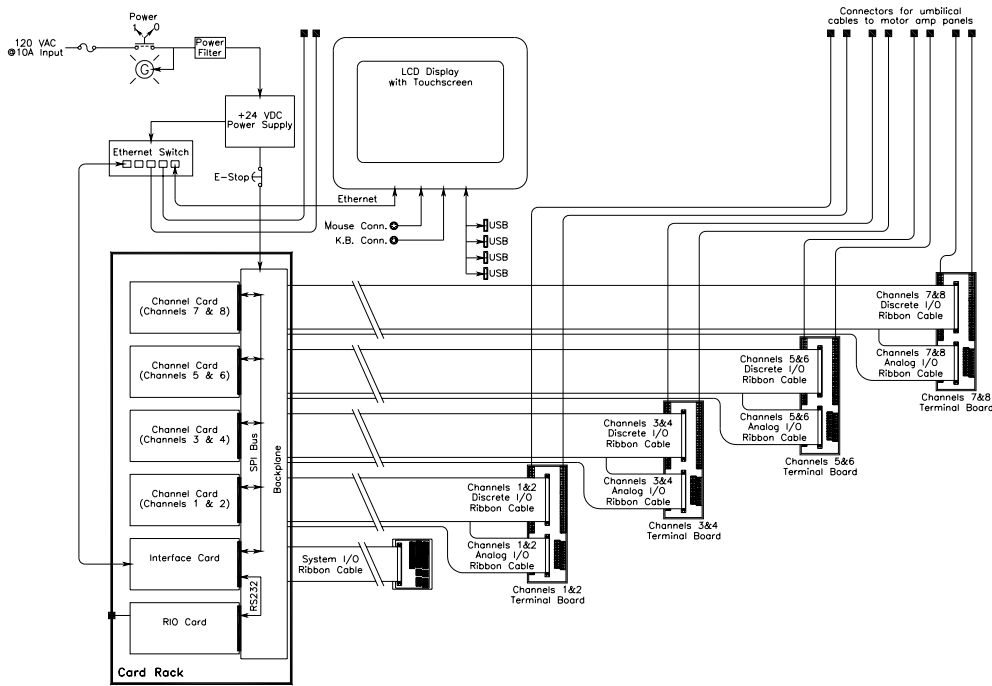 Power
1
0
120 VAC
@10A Input
G
Power
Filter
+24 VDC
Power Supply
Ethernet Switch
E-Stop
Ethernet
LCD Display
with Touchscreen
Mouse Conn.
K.B. Conn.
USB
USB
USB
USB
Connectors for umbilical
cables to motor amp panels
Channel Card
(Channels 7 & 8)
Channel Card
(Channels 5 & 6)
Channel Card
(Channels 3 & 4)
Channel Card
(Channels 1 & 2)
Interface Card
RIO Card
SPI Bus
RS232
Backplane
Card Rack
Channels 7&8
Discrete I/O
Ribbon Cable
Channels 7&8
Analog I/O
Ribbon Cable
Channels 7&8
Terminal Board
Channels 5&6
Discrete I/O
Ribbon Cable
Channels 5&6
Analog I/O
Ribbon Cable
Channels 5&6
Terminal Board
Channels 3&4
Discrete I/O
Ribbon Cable
Channels 3&4
Analog I/O
Ribbon Cable
Channels 3&4
Terminal Board
Channels 1&2
Discrete I/O
Ribbon Cable
Channels 1&2
Analog I/O
Ribbon Cable
Channels 1&2
Terminal Board
System I/O
Ribbon Cable